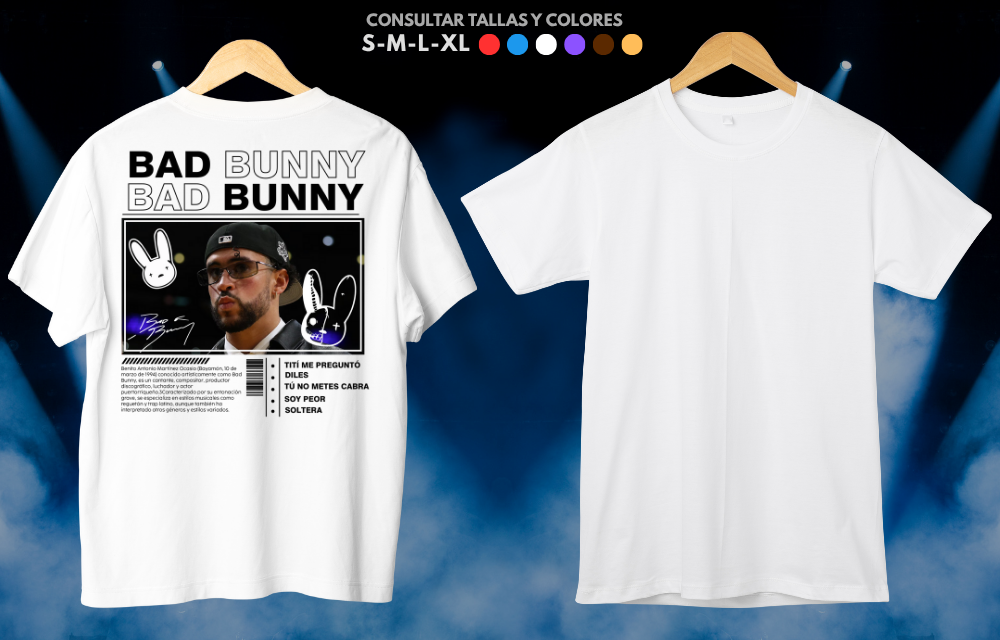 CONSULTAR TALLAS Y COLORES
S-M-L-XL
BAD BUNNY
BAD BUNNY
Bad Bunny
Benito Antonio Martínez Ocasio (Bayamón, 10 de
marzo de 1994) conocido artísticamente como Bad
Bunny, es un cantante, compositor, productor
discográfico, luchador y actor
puertorriqueño.5Caracterizado por su entonación
grave, se especializa en estilos musicales como
reguetón y trap latino, aunque también ha
interpretado otros géneros y estilos variados.
TITÍ ME PREGUNTÓ
DILES
TÚ NO METES CABRA
SOY PEOR
SOLTERA